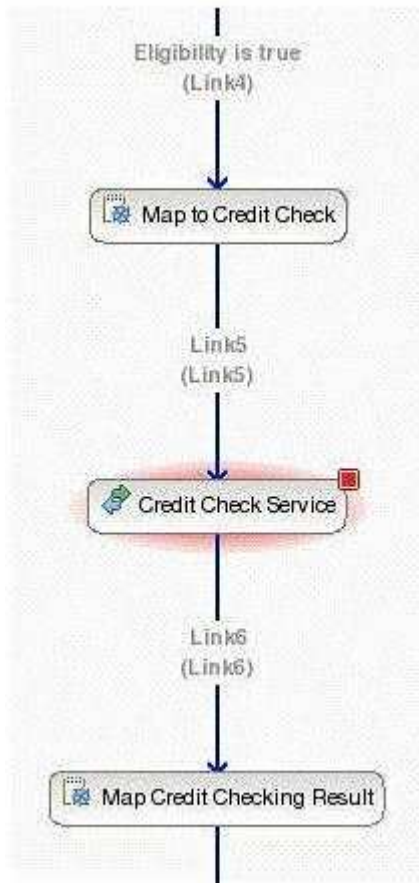 Eligibility is true
(Link4)
Map to Credit Check
Link5
(Link5)
Credit Check Service
Link6
(Link6)
Map Credit Checking Result